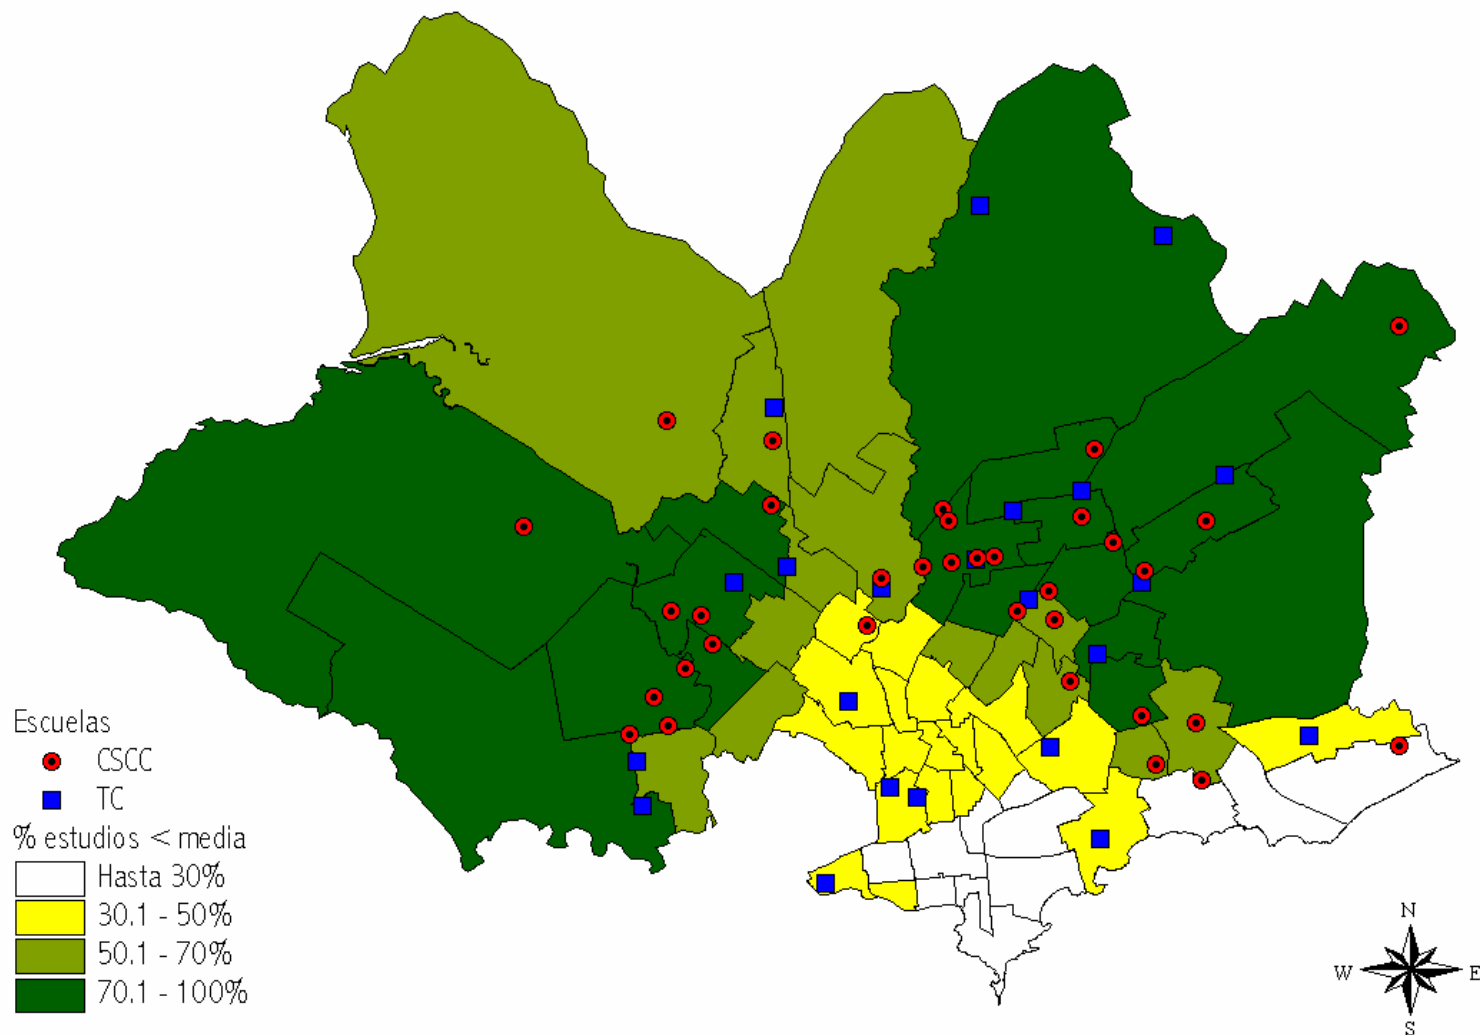 Escuelas
CSCC
TC
% estudios < media
Hasta 30%
30.1 - 50%
50.1 - 70%
70.1 - 100%
N
W E
S